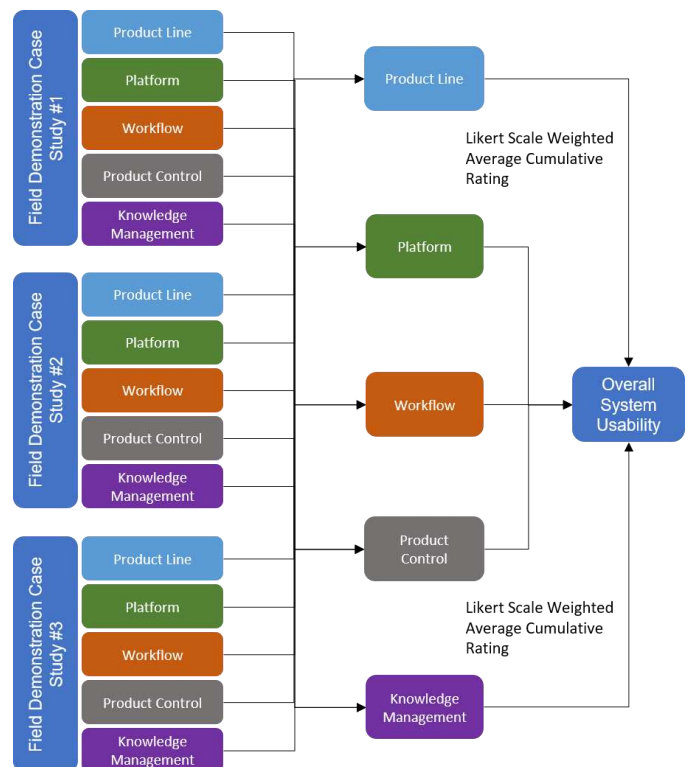 Field Demonstration Case
Study #1
Product Line
Platform
Workflow
Product Control
Knowledge
Management
Field Demonstration Case
Study #2
Product Line
Platform
Workflow
Product Control
Knowledge
Management
Field Demonstration Case
Study #3
Product Line
Platform
Workflow
Product Control
Knowledge
Management
Product Line
Platform
Workflow
Product
Control
Knowledge
Management
Likert Scale Weighted
Average Cumulative
Rating
Overall
System
Usability
Likert Scale Weighted
Average Cumulative
Rating